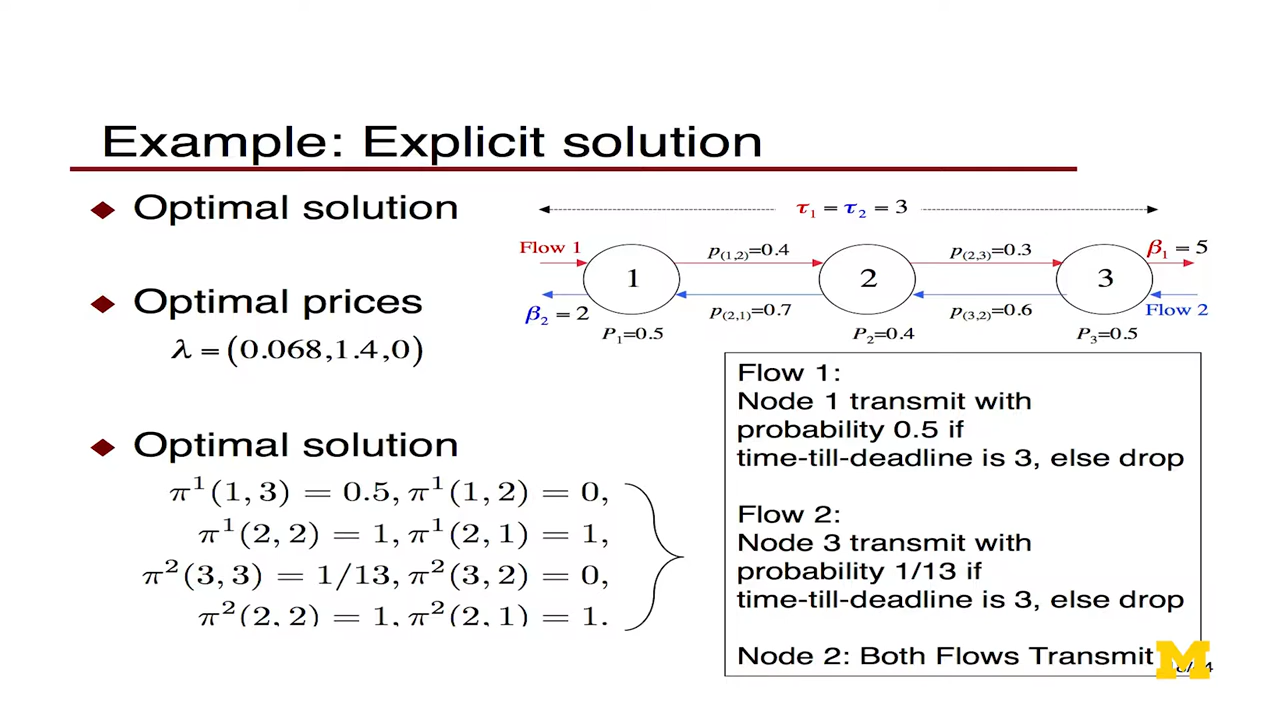 Example: Explicit solution
Optimal solution
Optimal prices
λ = (0.068,1.4,0)
Optimal solution
π¹(1, 3) = 0.5, π¹(1, 2) = 0,
π¹(2, 2) = 1, π¹(2, 1) = 1,
π²(3, 3) = 1/13, π²(3, 2) = 0,
π²(2, 2) = 1, π²(2, 1) = 1.
τ₁ = τ₂ = 3
Flow 1
1
p(1,2)=0.4
2
p(2,3)=0.3
3
β₁ = 5
β₂ = 2
p(2,1)=0.7
p(3,2)=0.6
Flow 2
P₁=0.5
P₂=0.4
P₃=0.5
Flow 1:
Node 1 transmit with
probability 0.5 if
time-till-deadline is 3, else drop
Flow 2:
Node 3 transmit with
probability 1/13 if
time-till-deadline is 3, else drop
Node 2: Both Flows Transmit
M